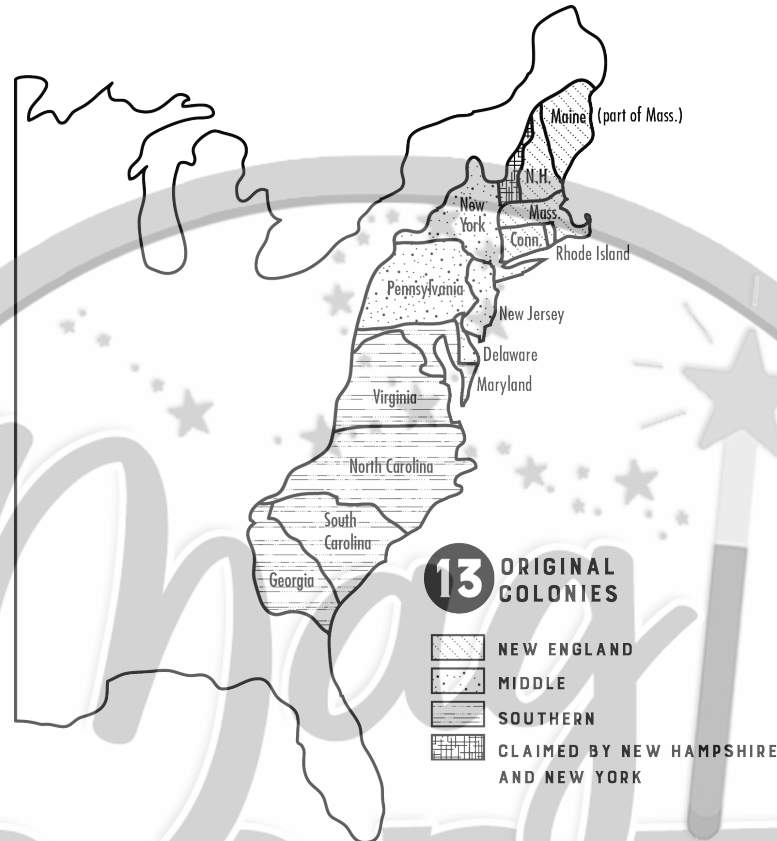 Maine (part of Mass.)
N.H.
New
York
Mass.
Conn.
Rhode Island
Pennsylvania
New Jersey
Delaware
Maryland
Virginia
North Carolina
South
Carolina
Georgia
13 ORIGINAL
COLONIES
NEW ENGLAND
MIDDLE
SOUTHERN
CLAIMED BY NEW HAMPSHIRE
AND NEW YORK